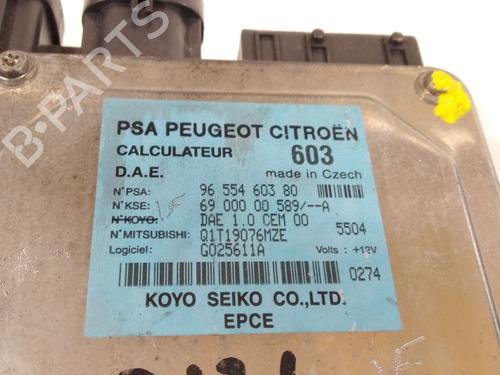 PSA PEUGEOT CITROËN
CALCULATEUR 603
D.A.E. made in Czech
N°PSA: 96 554 603 80
N°KSE: 69 000 00 589/--A
N°KOYO: DAE 1.0 CEM 00
N°MITSUBISHI: Q1T19076MZE 5504
Logiciel: G025611A Volts : +12V
0274
KOYO SEIKO CO.,LTD.
EPCE